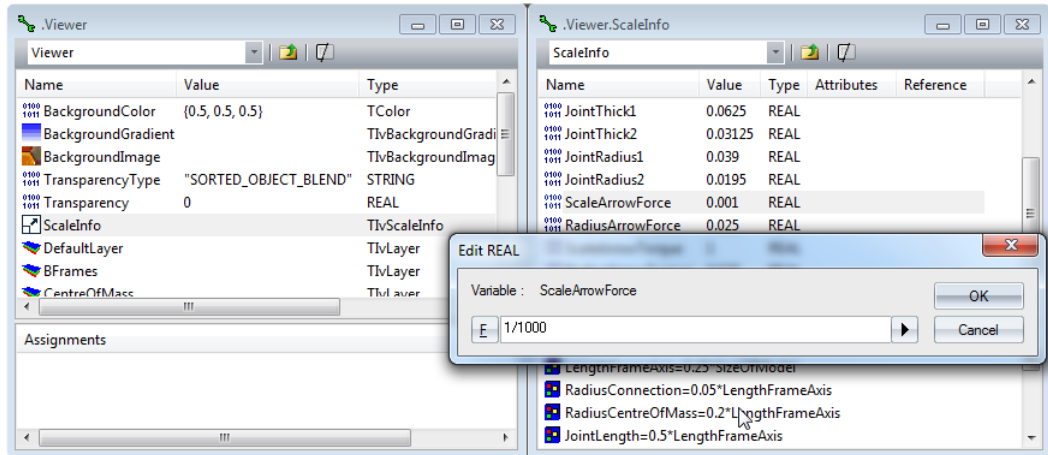 .Viewer
Viewer
Name Value Type
BackgroundColor {0.5, 0.5, 0.5} TColor
BackgroundGradient TIvBackgroundGradi
BackgroundImage TIvBackgroundImag
TransparencyType "SORTED_OBJECT_BLEND" STRING
Transparency 0 REAL
ScaleInfo TIvScaleInfo
DefaultLayer TIvLayer
BFrames TIvLayer
CentreOfMass TIvLayer
Assignments
.Viewer.ScaleInfo
ScaleInfo
Name Value Type Attributes Reference
JointThick1 0.0625 REAL
JointThick2 0.03125 REAL
JointRadius1 0.039 REAL
JointRadius2 0.0195 REAL
ScaleArrowForce 0.001 REAL
RadiusArrowForce 0.025 REAL
Edit REAL
Variable : ScaleArrowForce
OK
F 1/1000
Cancel
LengthFrameAxis=0.25*SizeOfModel
RadiusConnection=0.05*LengthFrameAxis
RadiusCentreOfMass=0.2*LengthFrameAxis
JointLength=0.5*LengthFrameAxis